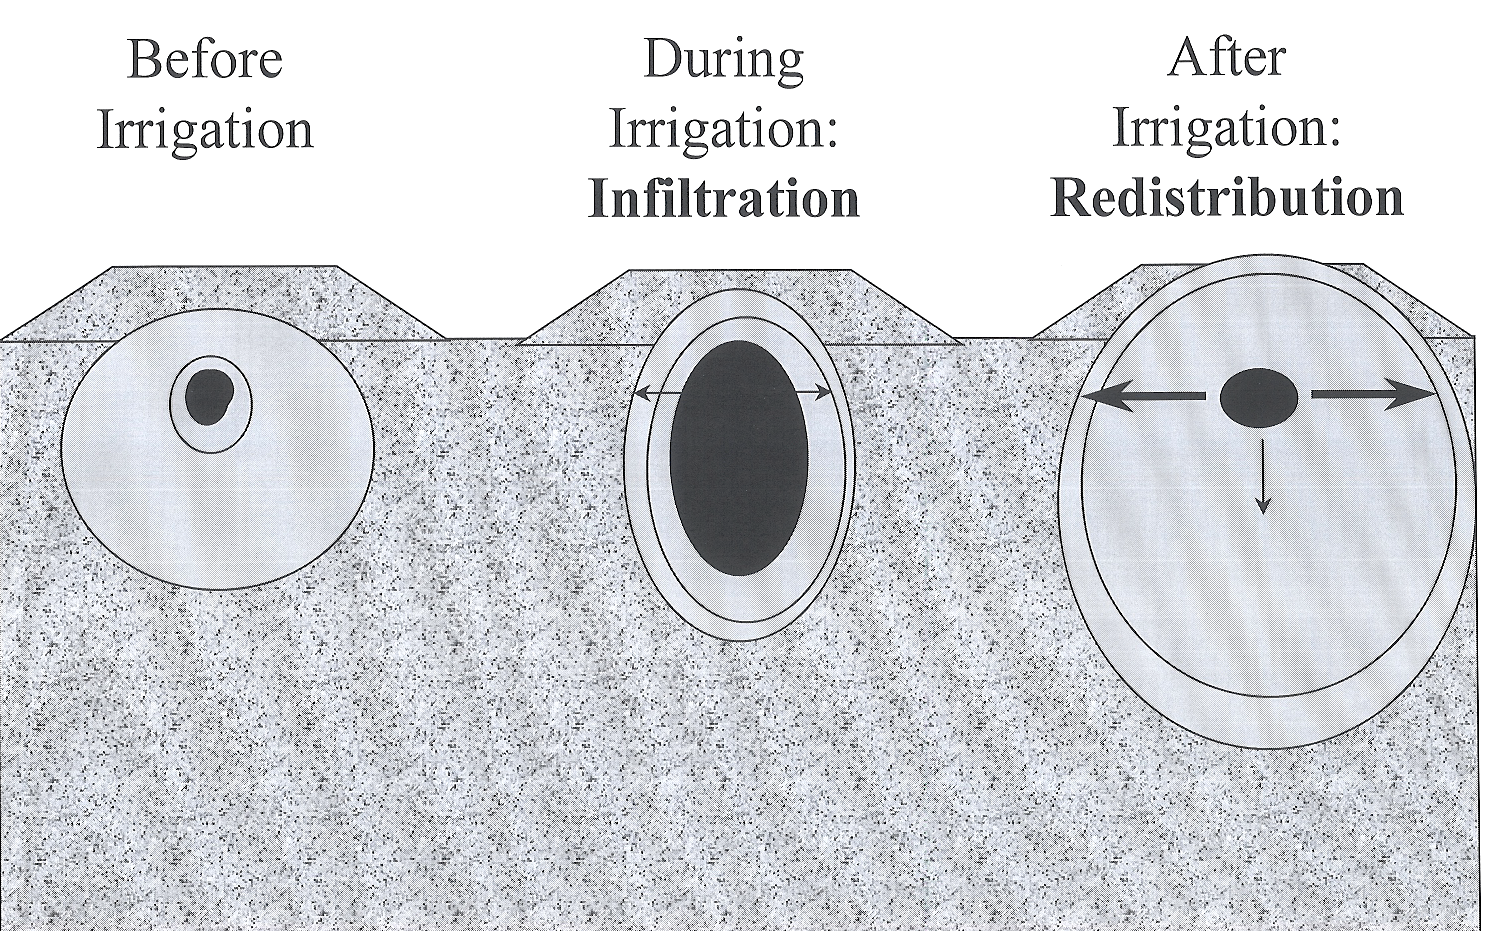 Before
Irrigation
During
Irrigation:
Infiltration
After
Irrigation:
Redistribution